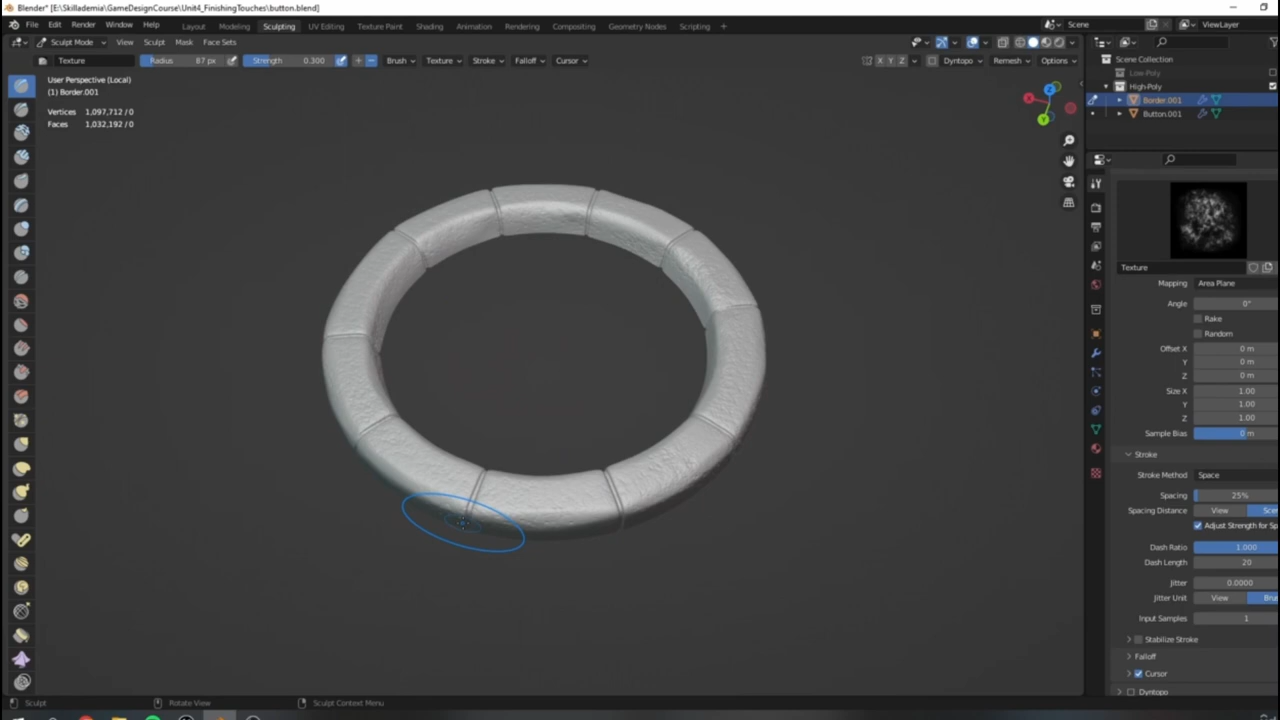 Blender* [E:\Skillademia\GameDesignCourse\Unit4_FinishingTouches\button.blend]
File Edit Render Window Help Layout Modeling Sculpting UV Editing Texture Paint Shading Animation Rendering Compositing Geometry Nodes Scripting + Scene ViewLayer
Sculpt Mode View Sculpt Mask Face Sets
Texture Radius 87 px Strength 0.300 Brush Texture Stroke Falloff Cursor X Y Z Dyntopo Remesh Options
User Perspective (Local)
(1) Border.001
Vertices 1,097,712 / 0
Faces 1,032,192 / 0
Scene Collection
Low-Poly
High-Poly
Border.001
Button.001
Texture
Mapping Area Plane
Angle 0°
Rake
Random
Offset X 0 m
Y 0 m
Z 0 m
Size X 1.00
Y 1.00
Z 1.00
Sample Bias 0 m
Stroke
Stroke Method Space
Spacing 25%
Spacing Distance View Scen
Adjust Strength for Sp
Dash Ratio 1.000
Dash Length 20
Jitter 0.0000
Jitter Unit View Brus
Input Samples 1
Stabilize Stroke
Falloff
Cursor
Dyntopo
Sculpt Rotate View Sculpt Context Menu